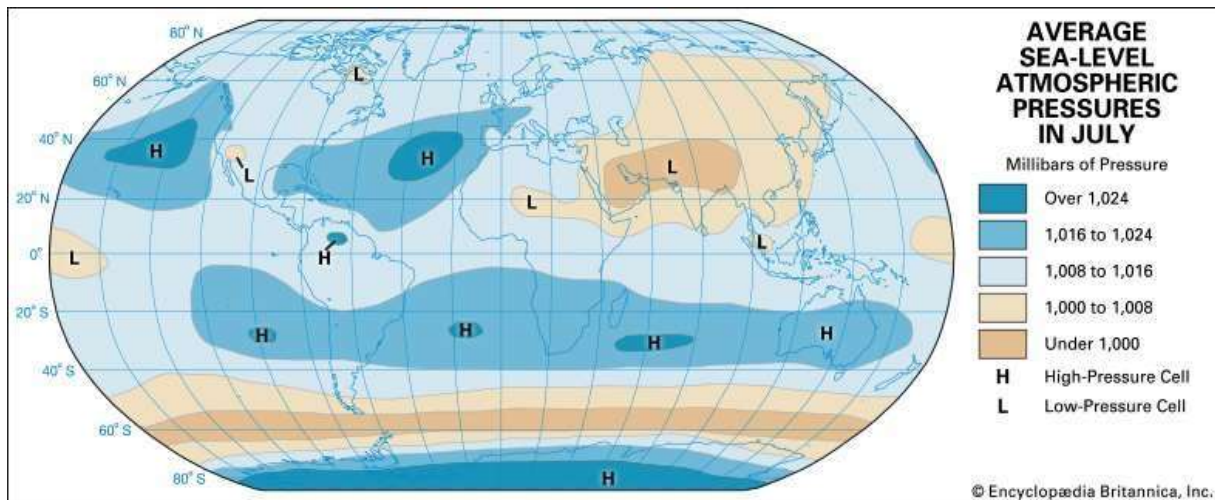 AVERAGE
SEA-LEVEL
ATMOSPHERIC
PRESSURES
IN JULY
Millibars of Pressure
Over 1,024
1,016 to 1,024
1,008 to 1,016
1,000 to 1,008
Under 1,000
H High-Pressure Cell
L Low-Pressure Cell
© Encyclopædia Britannica, Inc.
80° N
60° N
40° N
20° N
0°
20° S
40° S
60° S
80° S
L
H
H
L
L
L
L
L
H
H
H
H
H
H